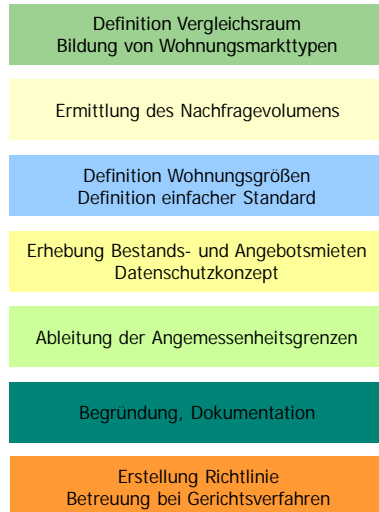 Definition Vergleichsraum
Bildung von Wohnungsmarkttypen
Ermittlung des Nachfragevolumens
Definition Wohnungsgrößen
Definition einfacher Standard
Erhebung Bestands- und Angebotsmieten
Datenschutzkonzept
Ableitung der Angemessenheitsgrenzen
Begründung, Dokumentation
Erstellung Richtlinie
Betreuung bei Gerichtsverfahren